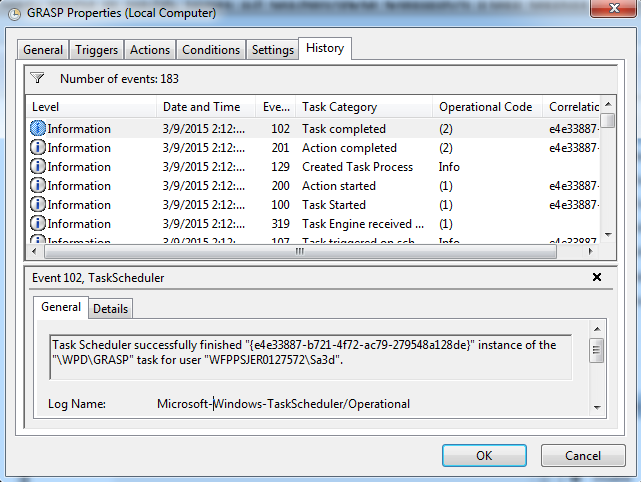 GRASP Properties (Local Computer)
General Triggers Actions Conditions Settings History
Number of events: 183
Level Date and Time Eve... Task Category Operational Code Correlatio
Information 3/9/2015 2:12:... 102 Task completed (2) e4e33887-
Information 3/9/2015 2:12:... 201 Action completed (2) e4e33887-
Information 3/9/2015 2:12:... 129 Created Task Process Info
Information 3/9/2015 2:12:... 200 Action started (1) e4e33887-
Information 3/9/2015 2:12:... 100 Task Started (1) e4e33887-
Information 3/9/2015 2:12:... 319 Task Engine received ... (1)
Information 3/9/2015 2:12:... 107 Task triggered on sch... Info e4e33887-
Event 102, TaskScheduler
General Details
Task Scheduler successfully finished "{e4e33887-b721-4f72-ac79-279548a128de}" instance of the
"\WPD\GRASP" task for user "WFPPSJER0127572\Sa3d".
Log Name: Microsoft-Windows-TaskScheduler/Operational
OK Cancel